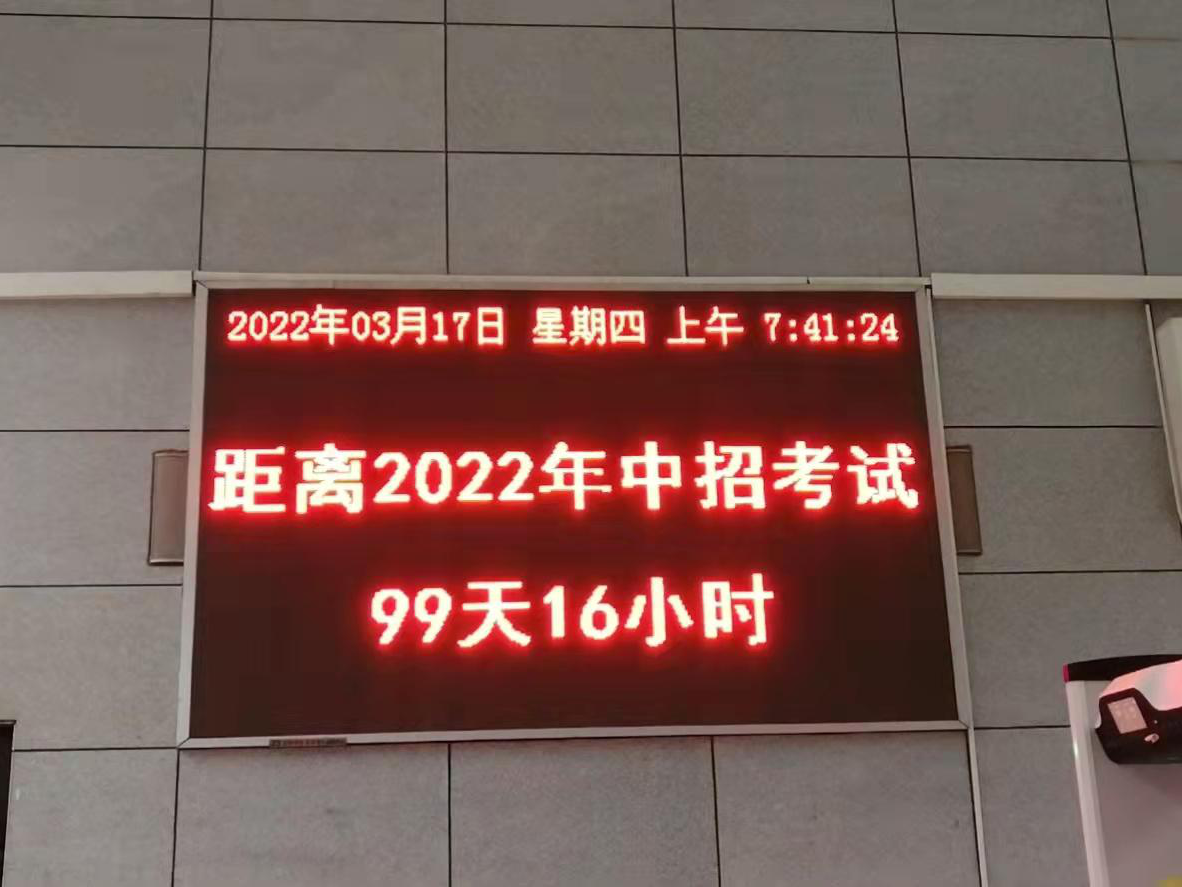 2022年03月17日 星期四 上午 7:41:24
距离2022年中招考试
99天16小时